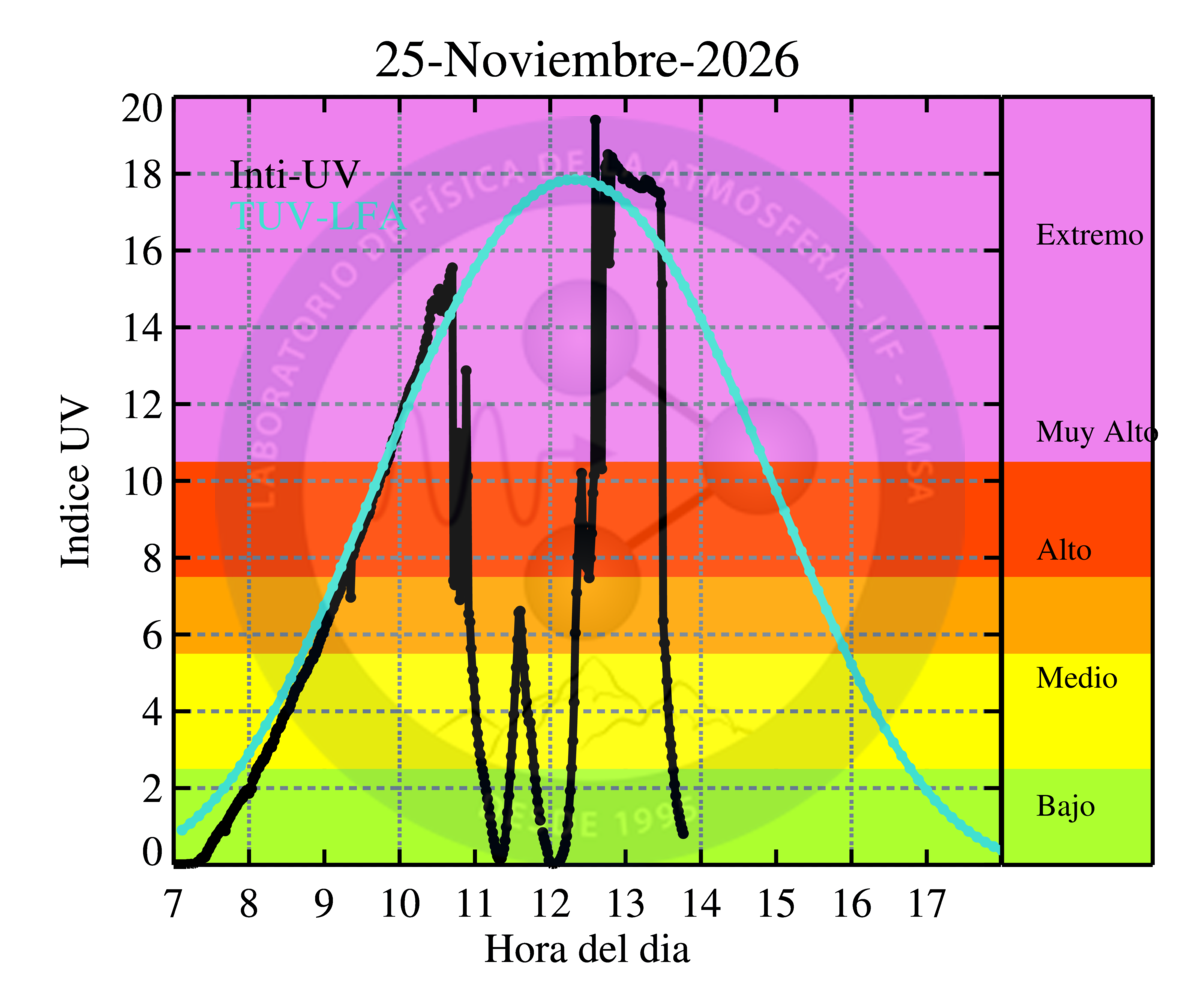 25-Noviembre-2026
Inti-UV
TUV-LFA
LABORATORIO DE FÍSICA DE LA ATMÓSFERA - IIF - UMSA
DESDE 1995
Indice UV
20
18
16
14
12
10
8
6
4
2
0
Extremo
Muy Alto
Alto
Medio
Bajo
7 8 9 10 11 12 13 14 15 16 17
Hora del dia